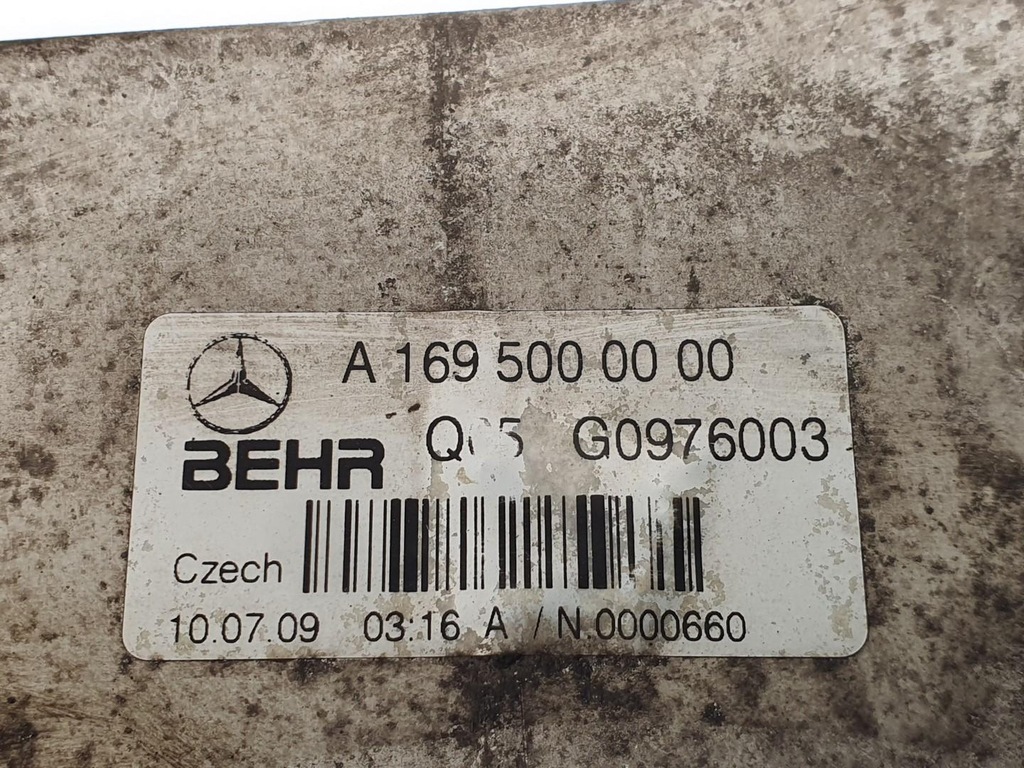 A 169 500 00 00
BEHR
G0976003
Czech
10.07.09 03:16 A / N.0000660